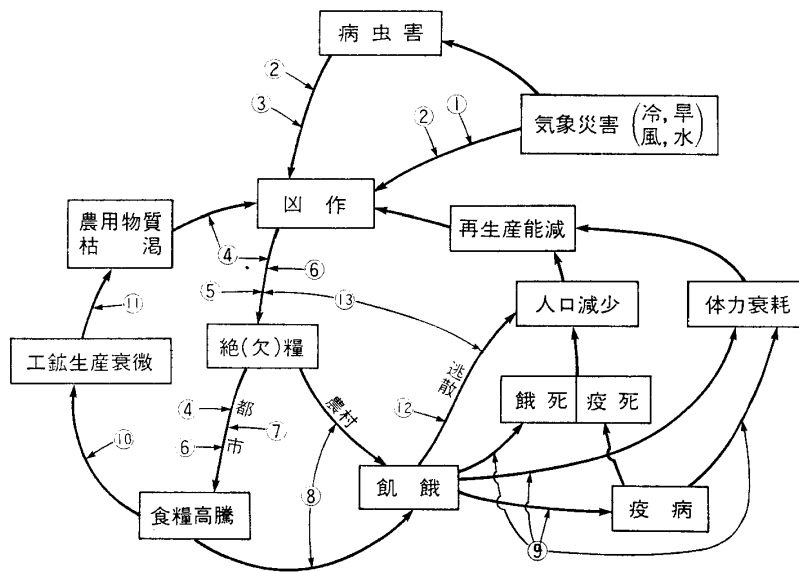 病虫害
②
③
②
①
気象災害 (冷,旱
風,水)
凶作
農用物質
枯渇
再生産能減
④
⑥
⑤
⑬
⑪
人口減少
体力衰耗
工鉱生産衰微
絶(欠)糧
逃散
⑫
農村
餓死
疫死
④
都市
⑦
⑥
⑩
⑧
飢餓
疫病
食糧高騰
⑨